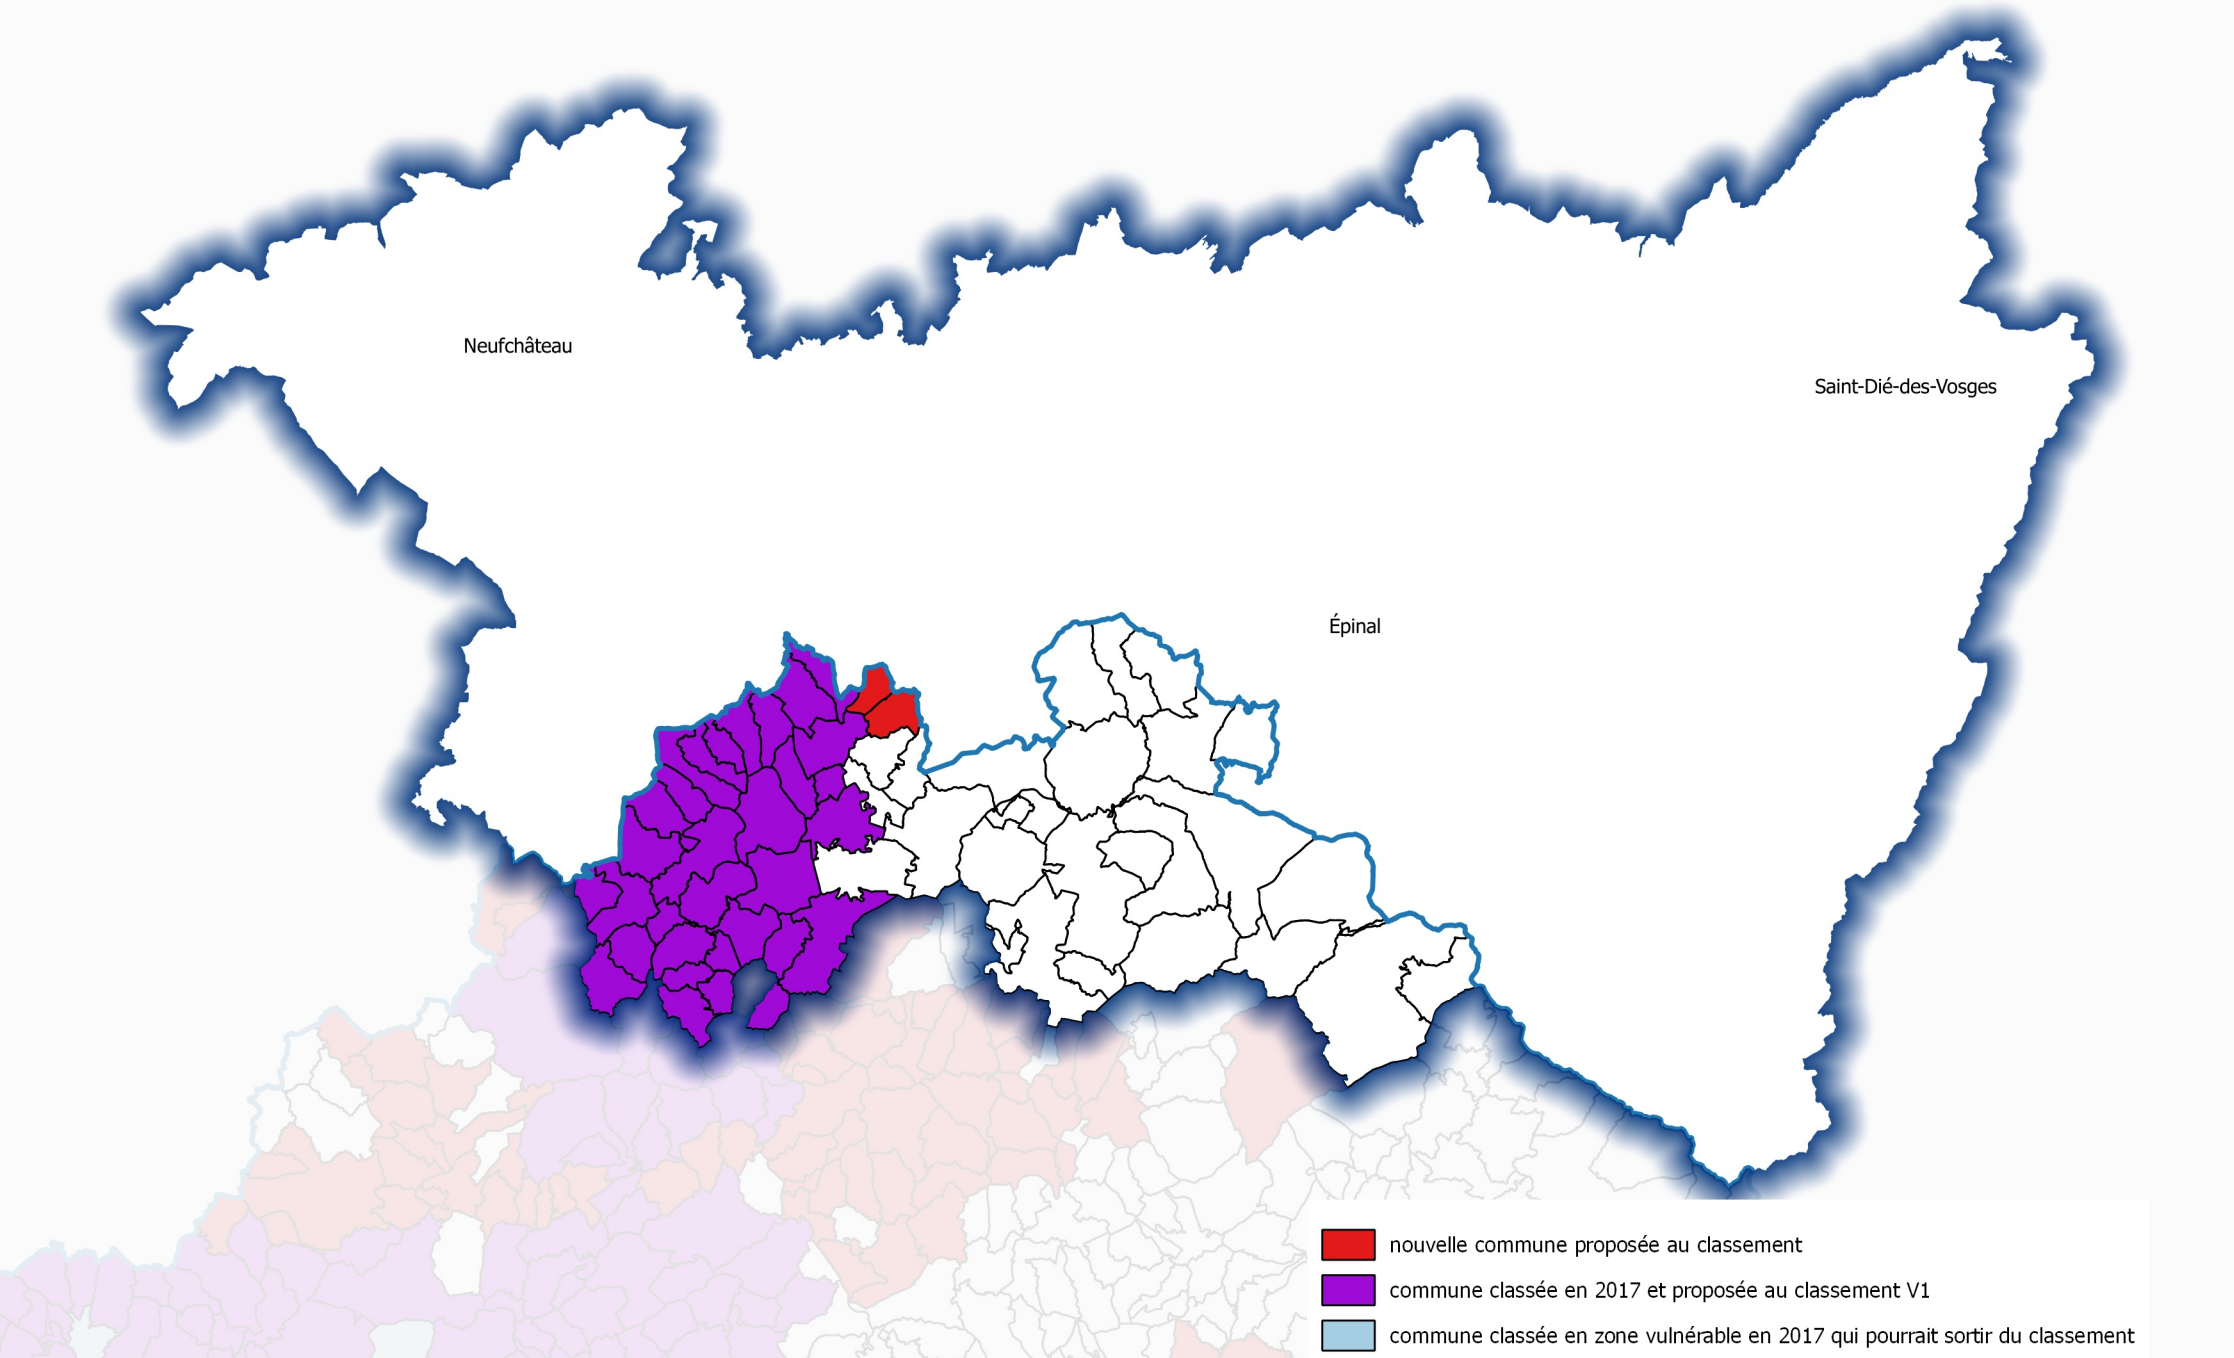 Neufchâteau
Saint-Dié-des-Vosges
Épinal
nouvelle commune proposée au classement
commune classée en 2017 et proposée au classement V1
commune classée en zone vulnérable en 2017 qui pourrait sortir du classement